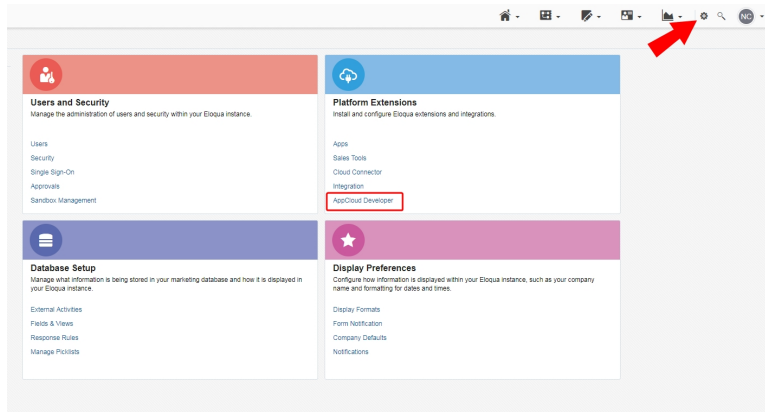 NC
Users and Security
Manage the administration of users and security within your Eloqua instance.
Users
Security
Single Sign-On
Approvals
Sandbox Management
Platform Extensions
Install and configure Eloqua extensions and integrations.
Apps
Sales Tools
Cloud Connector
Integration
AppCloud Developer
Database Setup
Manage what information is being stored in your marketing database and how it is displayed in
your Eloqua instance.
External Activities
Fields & Views
Response Rules
Manage Picklists
Display Preferences
Configure how information is displayed within your Eloqua instance, such as your company
name and formatting for dates and times.
Display Formats
Form Notification
Company Defaults
Notifications